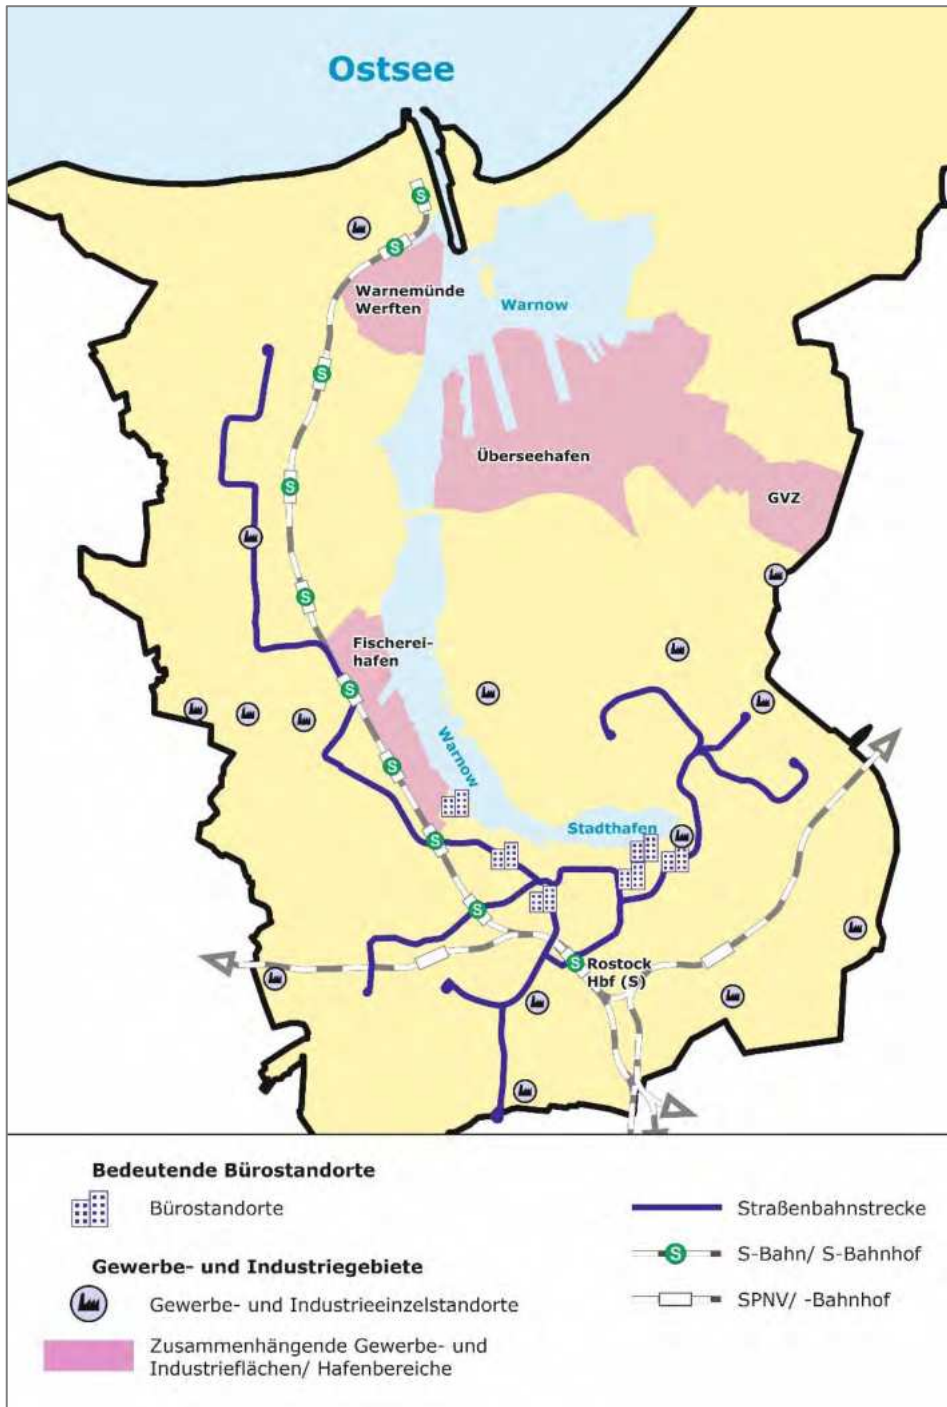 Ostsee
S
S
Warnemünde
Werften
Warnow
S
Überseehafen
S
GVZ
S
Fischerei-
hafen
S
Warnow
S
Stadthafen
S
S
S
Rostock
Hbf (S)
Bedeutende Bürostandorte
Bürostandorte
Gewerbe- und Industriegebiete
Gewerbe- und Industrieeinzelstandorte
Zusammenhängende Gewerbe- und
Industrieflächen/ Hafenbereiche
Straßenbahnstrecke
S
S-Bahn/ S-Bahnhof
SPNV/ -Bahnhof